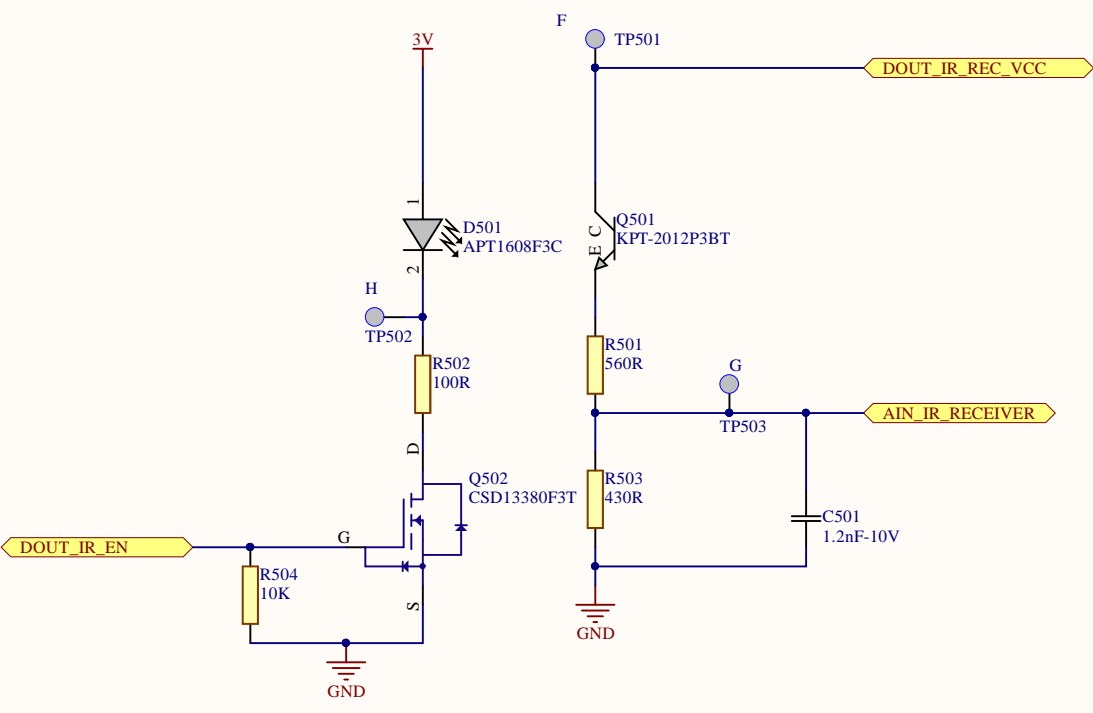 F
TP501
3V
DOUT_IR_REC_VCC
1
D501
APT1608F3C
2
Q501
KPT-2012P3BT
C
E
H
TP502
R502
100R
R501
560R
G
TP503
AIN_IR_RECEIVER
D
Q502
CSD13380F3T
R503
430R
C501
1.2nF-10V
DOUT_IR_EN
G
R504
10K
S
GND
GND